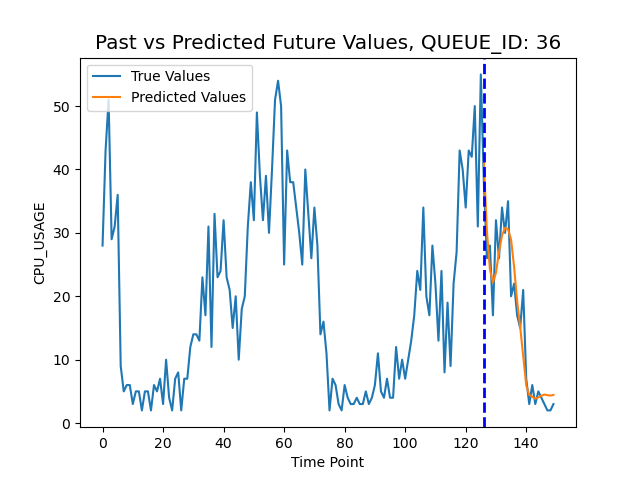 Past vs Predicted Future Values, QUEUE_ID: 36
True Values
Predicted Values
CPU_USAGE
50
40
30
20
10
0
0 20 40 60 80 100 120 140
Time Point